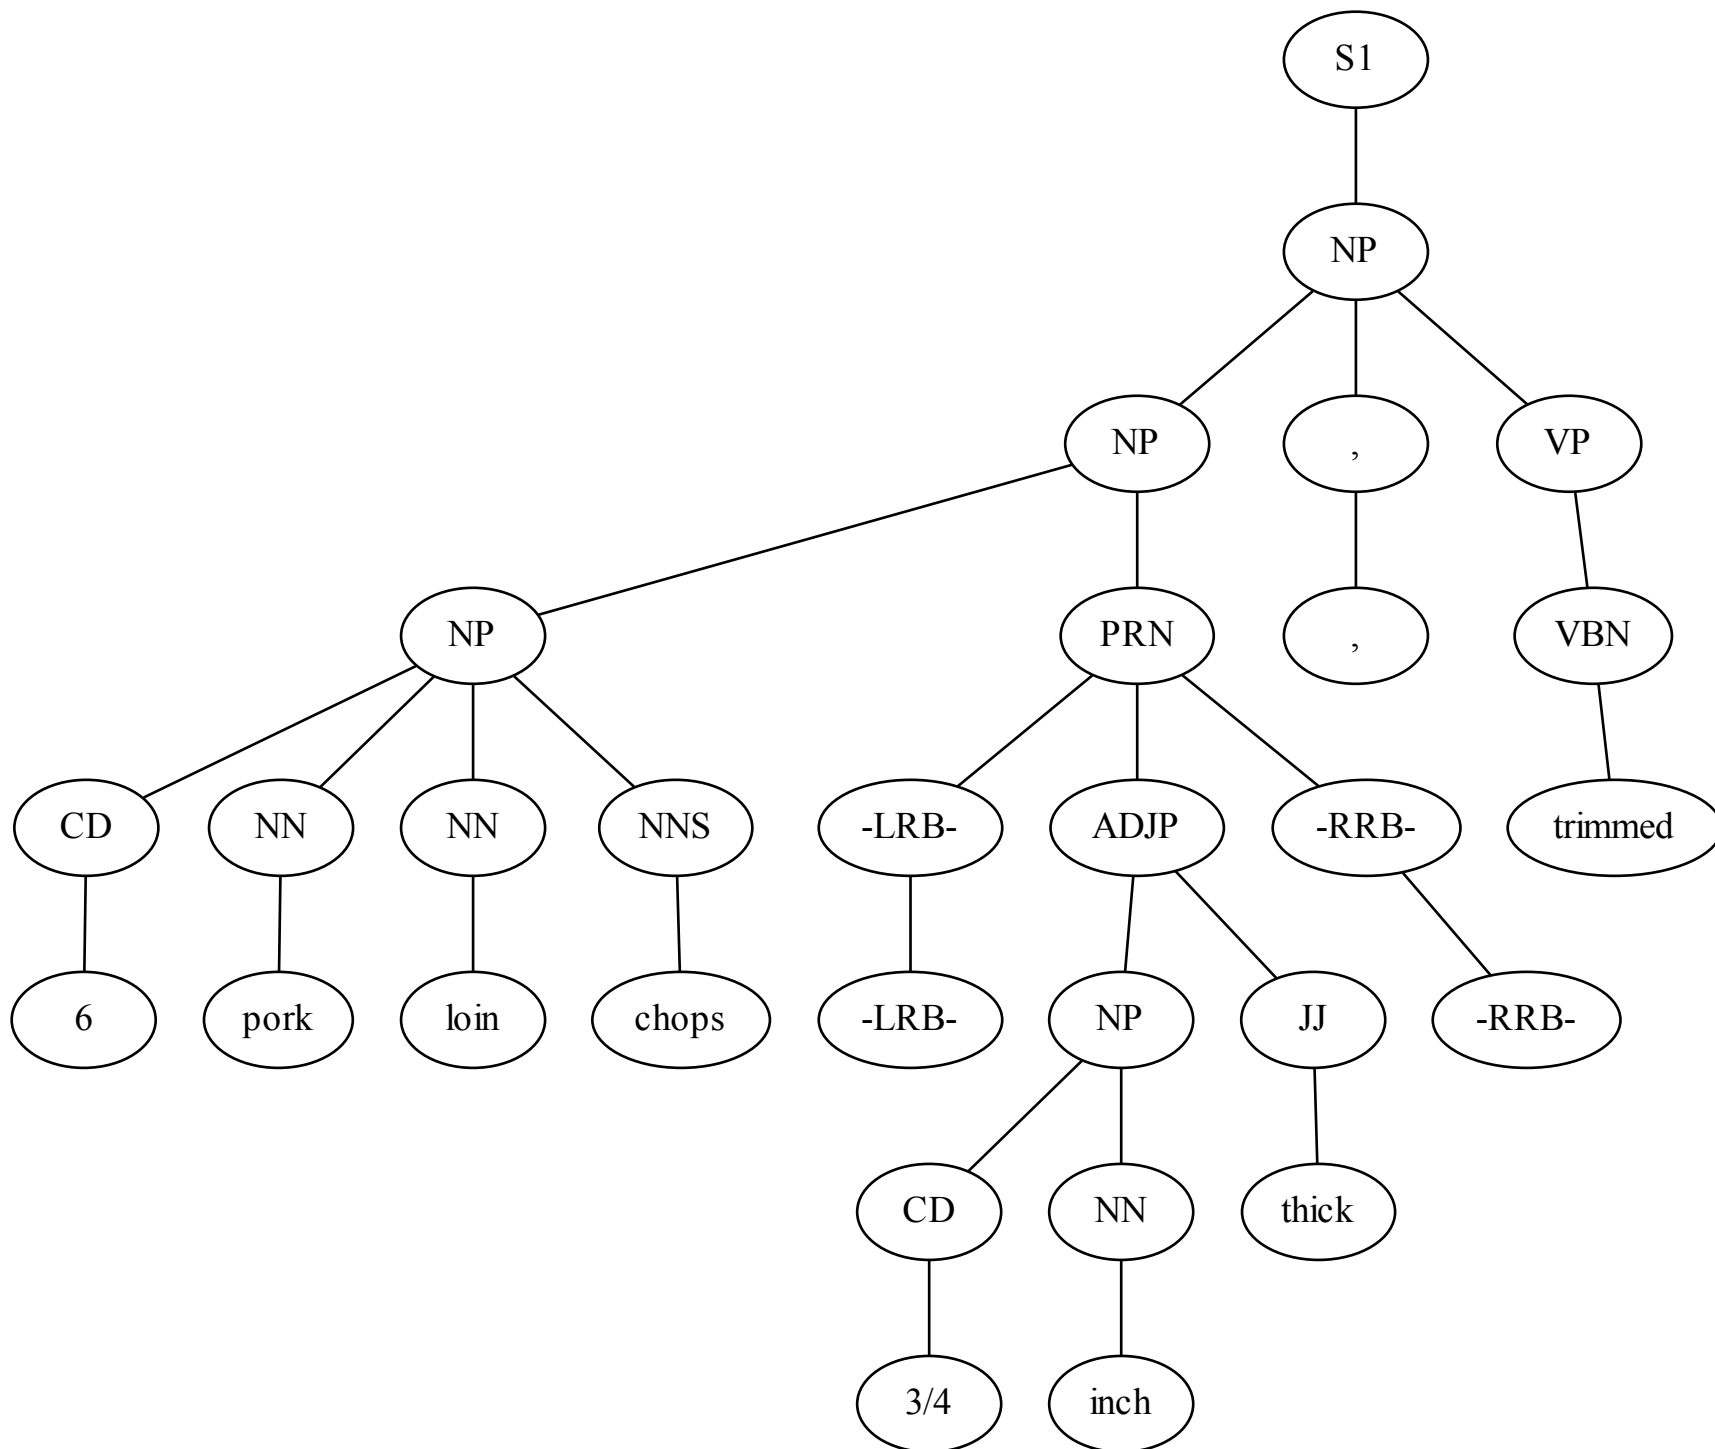 S1
NP
NP , VP
NP PRN , VBN
CD NN NN NNS -LRB- ADJP -RRB- trimmed
6 pork loin chops -LRB- NP JJ -RRB-
CD NN thick
3/4 inch